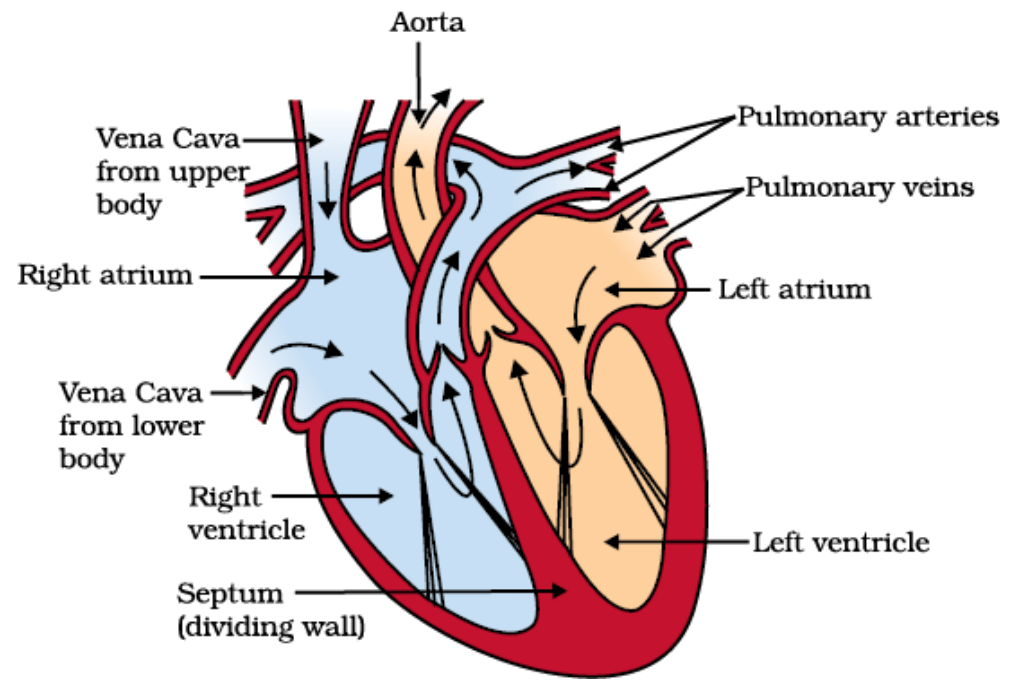 Aorta
Vena Cava
from upper
body
Pulmonary arteries
Pulmonary veins
Right atrium
Left atrium
Vena Cava
from lower
body
Right
ventricle
Left ventricle
Septum
(dividing wall)